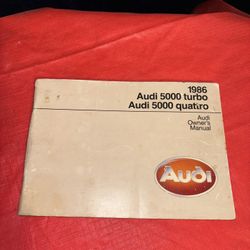 1986
Audi 5000 turbo
Audi 5000 quattro
Audi
Owner's
Manual
Audi